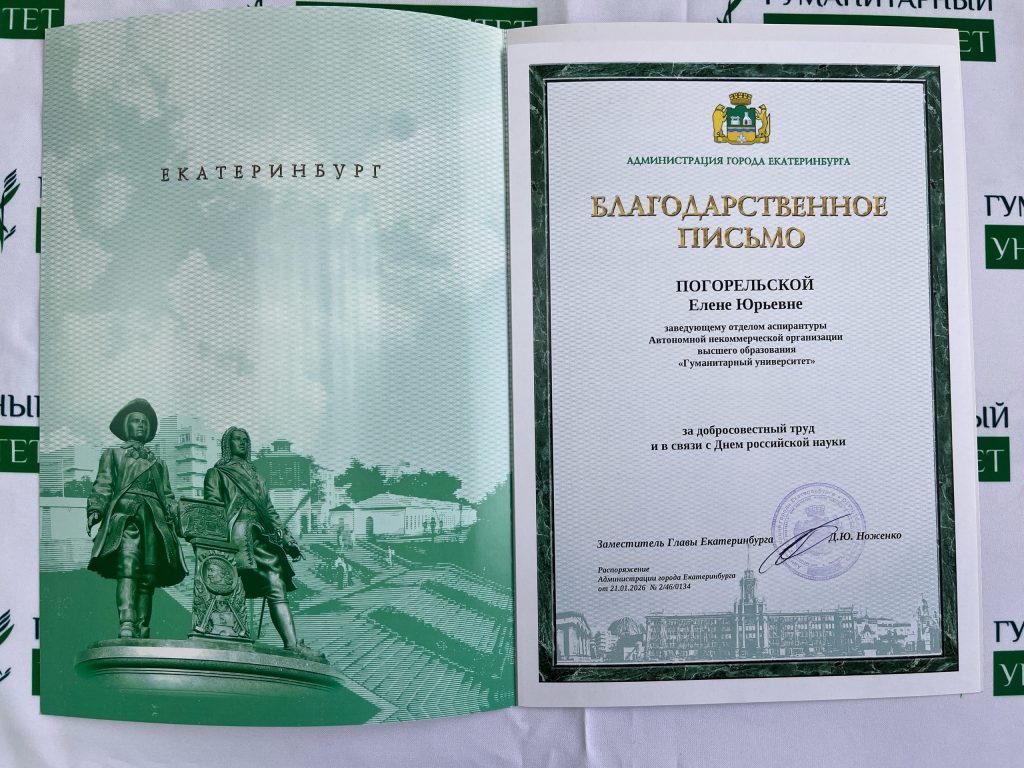 ГУМАНИТАРНЫЙ
ЕКАТЕРИНБУРГ
АДМИНИСТРАЦИЯ ГОРОДА ЕКАТЕРИНБУРГА
БЛАГОДАРСТВЕННОЕ
ПИСЬМО
ПОГОРЕЛЬСКОЙ
Елене Юрьевне
заведующему отделом аспирантуры
Автономной некоммерческой организации
высшего образования
«Гуманитарный университет»
за добросовестный труд
и в связи с Днем российской науки
Заместитель Главы Екатеринбурга
Д.Ю. Ноженко
Распоряжение
Администрации города Екатеринбурга
от 21.01.2026 № 2/46/0134